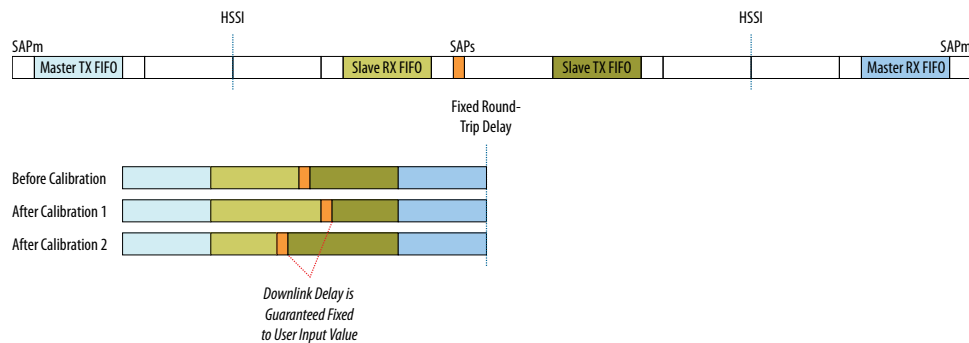 HSSI
HSSI
SAPm
SAPs
SAPm
Master TX FIFO
Slave RX FIFO
Slave TX FIFO
Master RX FIFO
Fixed Round-
Trip Delay
Before Calibration
After Calibration 1
After Calibration 2
Downlink Delay is
Guaranteed Fixed
to User Input Value